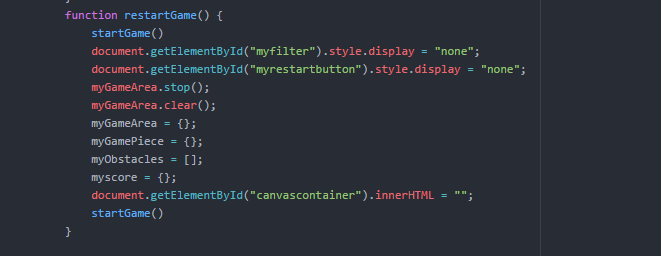 function restartGame() {
startGame()
document.getElementById("myfilter").style.display = "none";
document.getElementById("myrestartbutton").style.display = "none";
myGameArea.stop();
myGameArea.clear();
myGameArea = {};
myGamePiece = {};
myObstacles = [];
myscore = {};
document.getElementById("canvascontainer").innerHTML = "";
startGame()
}